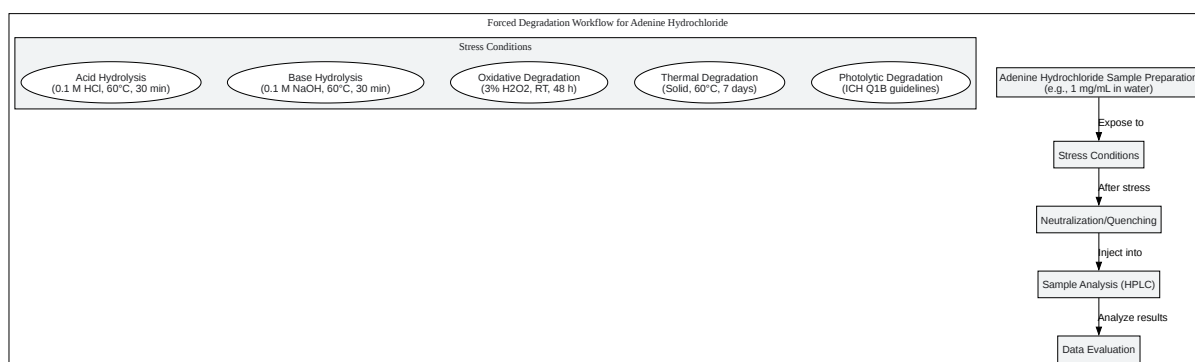 Forced Degradation Workflow for Adenine Hydrochloride
Stress Conditions
Acid Hydrolysis
(0.1 M HCl, 60°C, 30 min)
Base Hydrolysis
(0.1 M NaOH, 60°C, 30 min)
Oxidative Degradation
(3% H2O2, RT, 48 h)
Thermal Degradation
(Solid, 60°C, 7 days)
Photolytic Degradation
(ICH Q1B guidelines)
Adenine Hydrochloride Sample Preparation
(e.g., 1 mg/mL in water)
Expose to
Stress Conditions
After stress
Neutralization/Quenching
Inject into
Sample Analysis (HPLC)
Analyze results
Data Evaluation